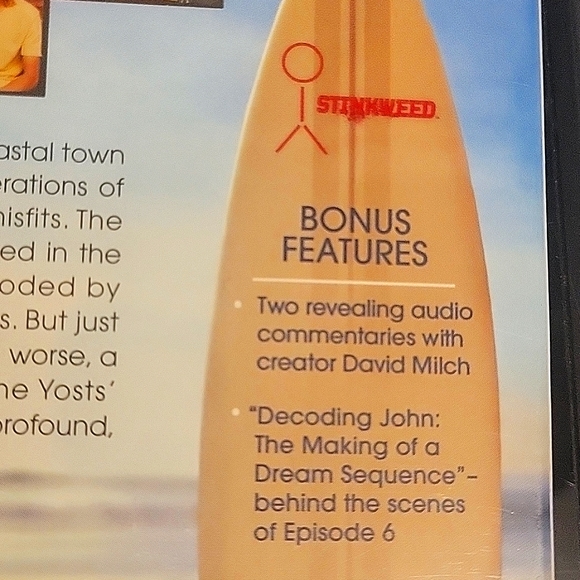 astal town
erations of
nisfits. The
ed in the
oded by
s. But just
worse, a
ne Yosts'
profound,
STINKWEED
BONUS
FEATURES
• Two revealing audio
commentaries with
creator David Milch
• "Decoding John:
The Making of a
Dream Sequence"–
behind the scenes
of Episode 6